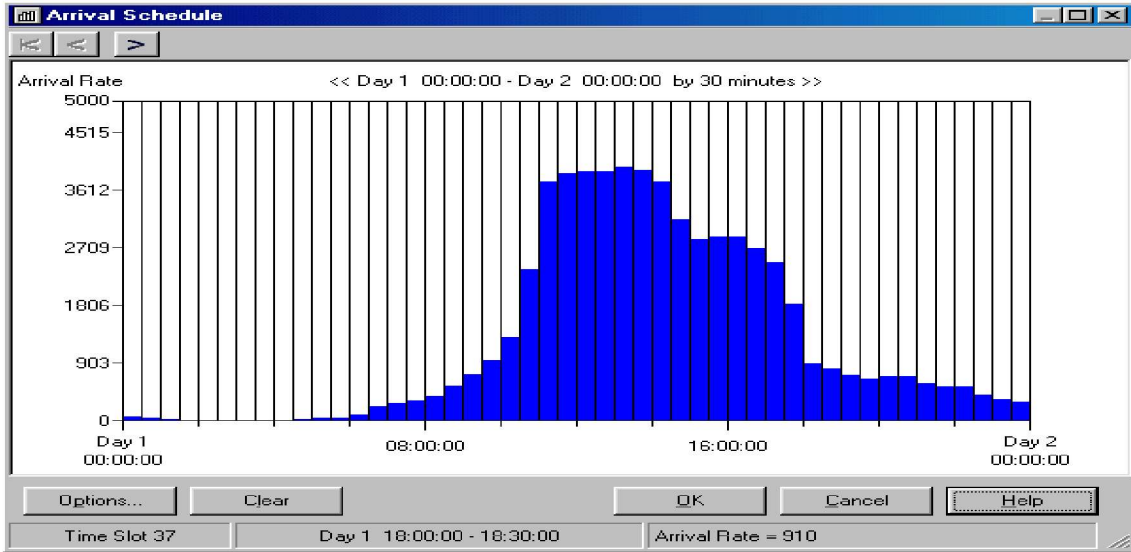 Arrival Schedule
Arrival Rate
<< Day 1 00:00:00 - Day 2 00:00:00 by 30 minutes >>
5000
4515
3612
2709
1806
903
0
Day 1
00:00:00
08:00:00
16:00:00
Day 2
00:00:00
Options...
Clear
OK
Cancel
Help
Time Slot 37
Day 1 18:00:00 - 18:30:00
Arrival Rate = 910